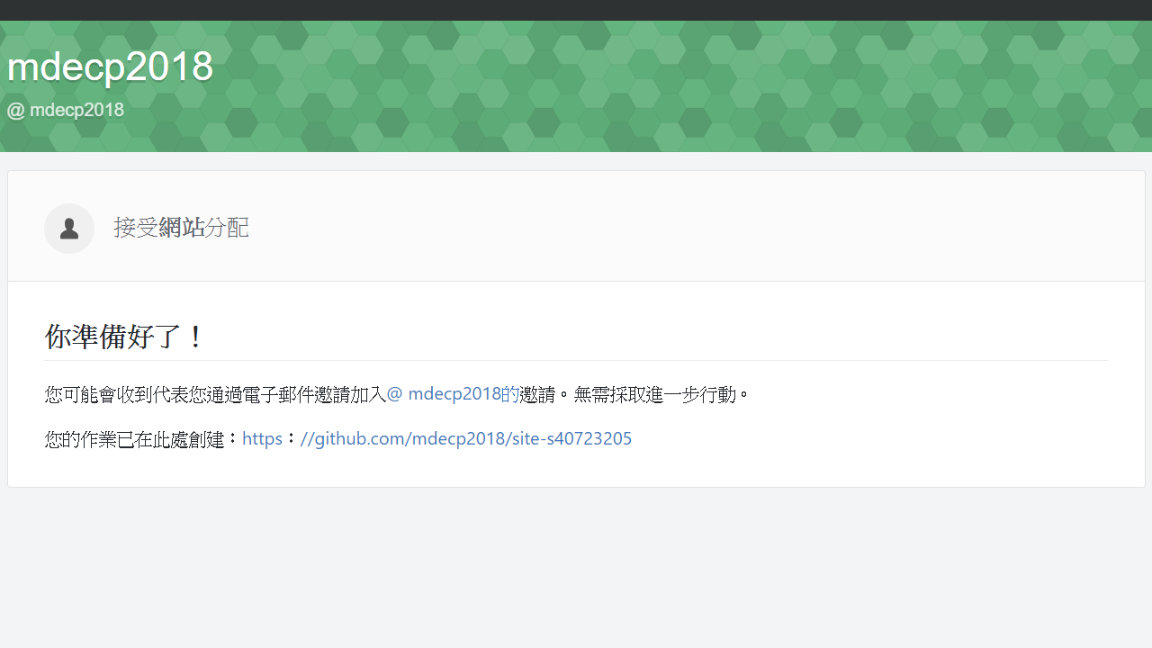 mdecp2018
@ mdecp2018
接受網站分配
你準備好了！
您可能會收到代表您通過電子郵件邀請加入@ mdecp2018的邀請。無需採取進一步行動。
您的作業已在此處創建：https：//github.com/mdecp2018/site-s40723205